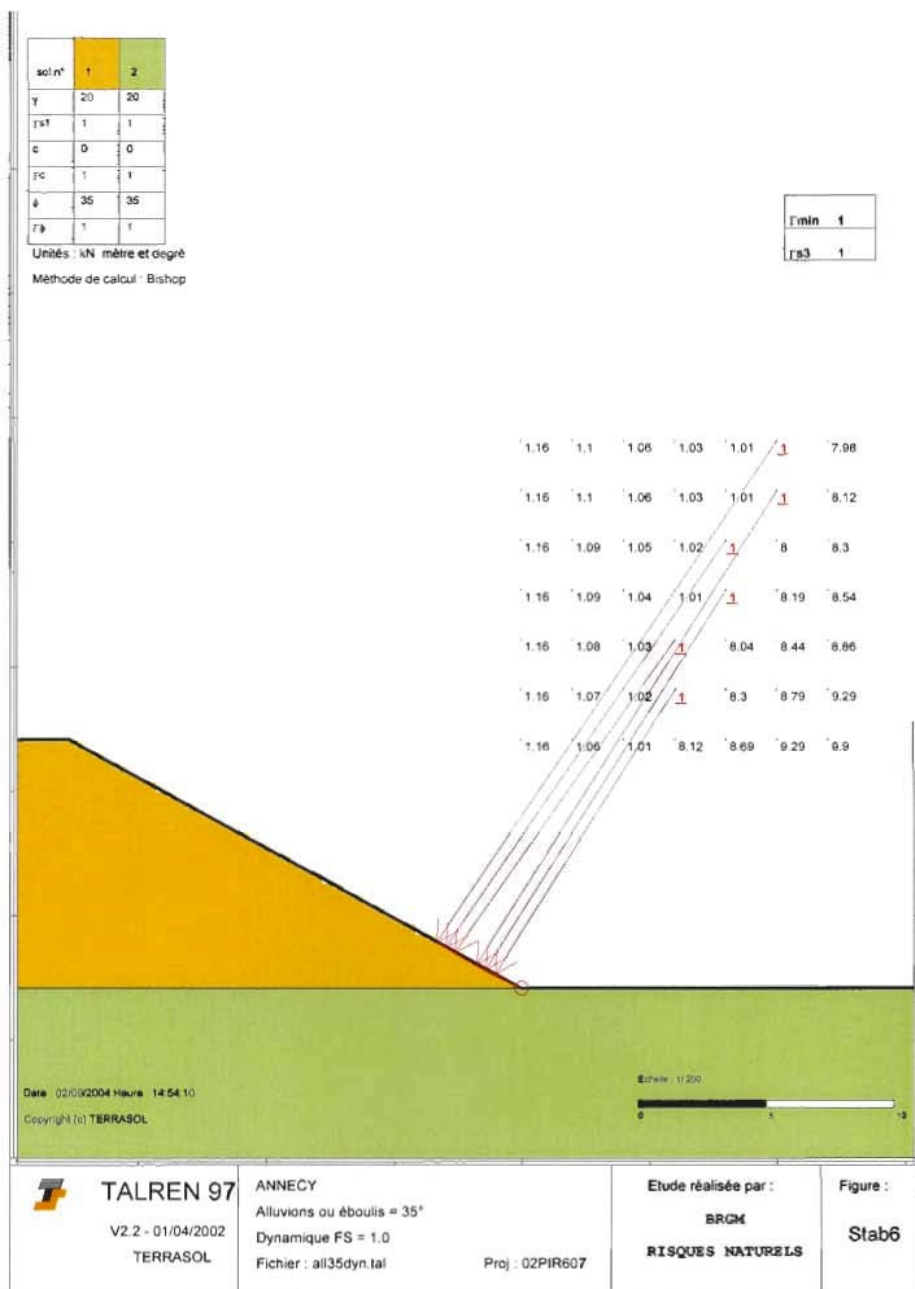 sol n° 1 2
γ 20 20
Γs1 1 1
c 0 0
Γc 1 1
ϕ 35 35
Γϕ 1 1
Unités : kN mètre et degré
Méthode de calcul : Bishop
Γmin 1
Γs3 1
1.16 1.1 1.06 1.03 1.01 1 7.98
1.16 1.1 1.06 1.03 1.01 1 8.12
1.16 1.09 1.05 1.02 1 8 8.3
1.16 1.09 1.04 1.01 1 8.19 8.54
1.16 1.08 1.03 1 8.04 8.44 8.86
1.16 1.07 1.02 1 8.3 8.79 9.29
1.16 1.06 1.01 8.12 8.69 9.29 9.9
Echelle : 1/ 200
0 5 10
Date : 02/09/2004 Heure : 14:54:10
Copyright (c) TERRASOL
TALREN 97
V2.2 - 01/04/2002
TERRASOL
ANNECY
Alluvions ou éboulis = 35°
Dynamique FS = 1.0
Fichier : all35dyn.tal Proj : 02PIR607
Etude réalisée par :
BRGM
RISQUES NATURELS
Figure :
Stab6